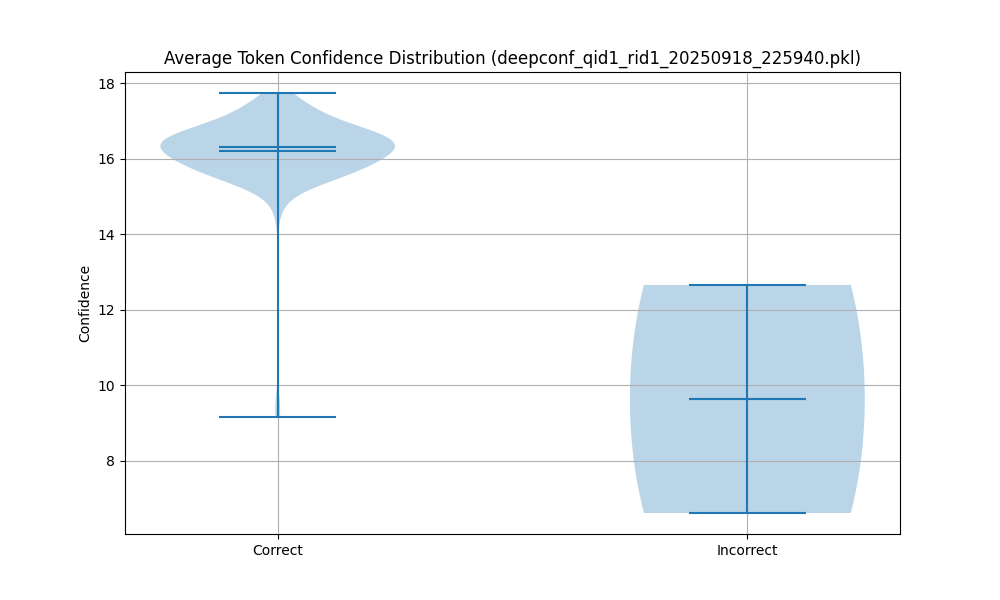 Average Token Confidence Distribution (deepconf_qid1_rid1_20250918_225940.pkl)
18
16
14
12
10
8
Confidence
Correct
Incorrect